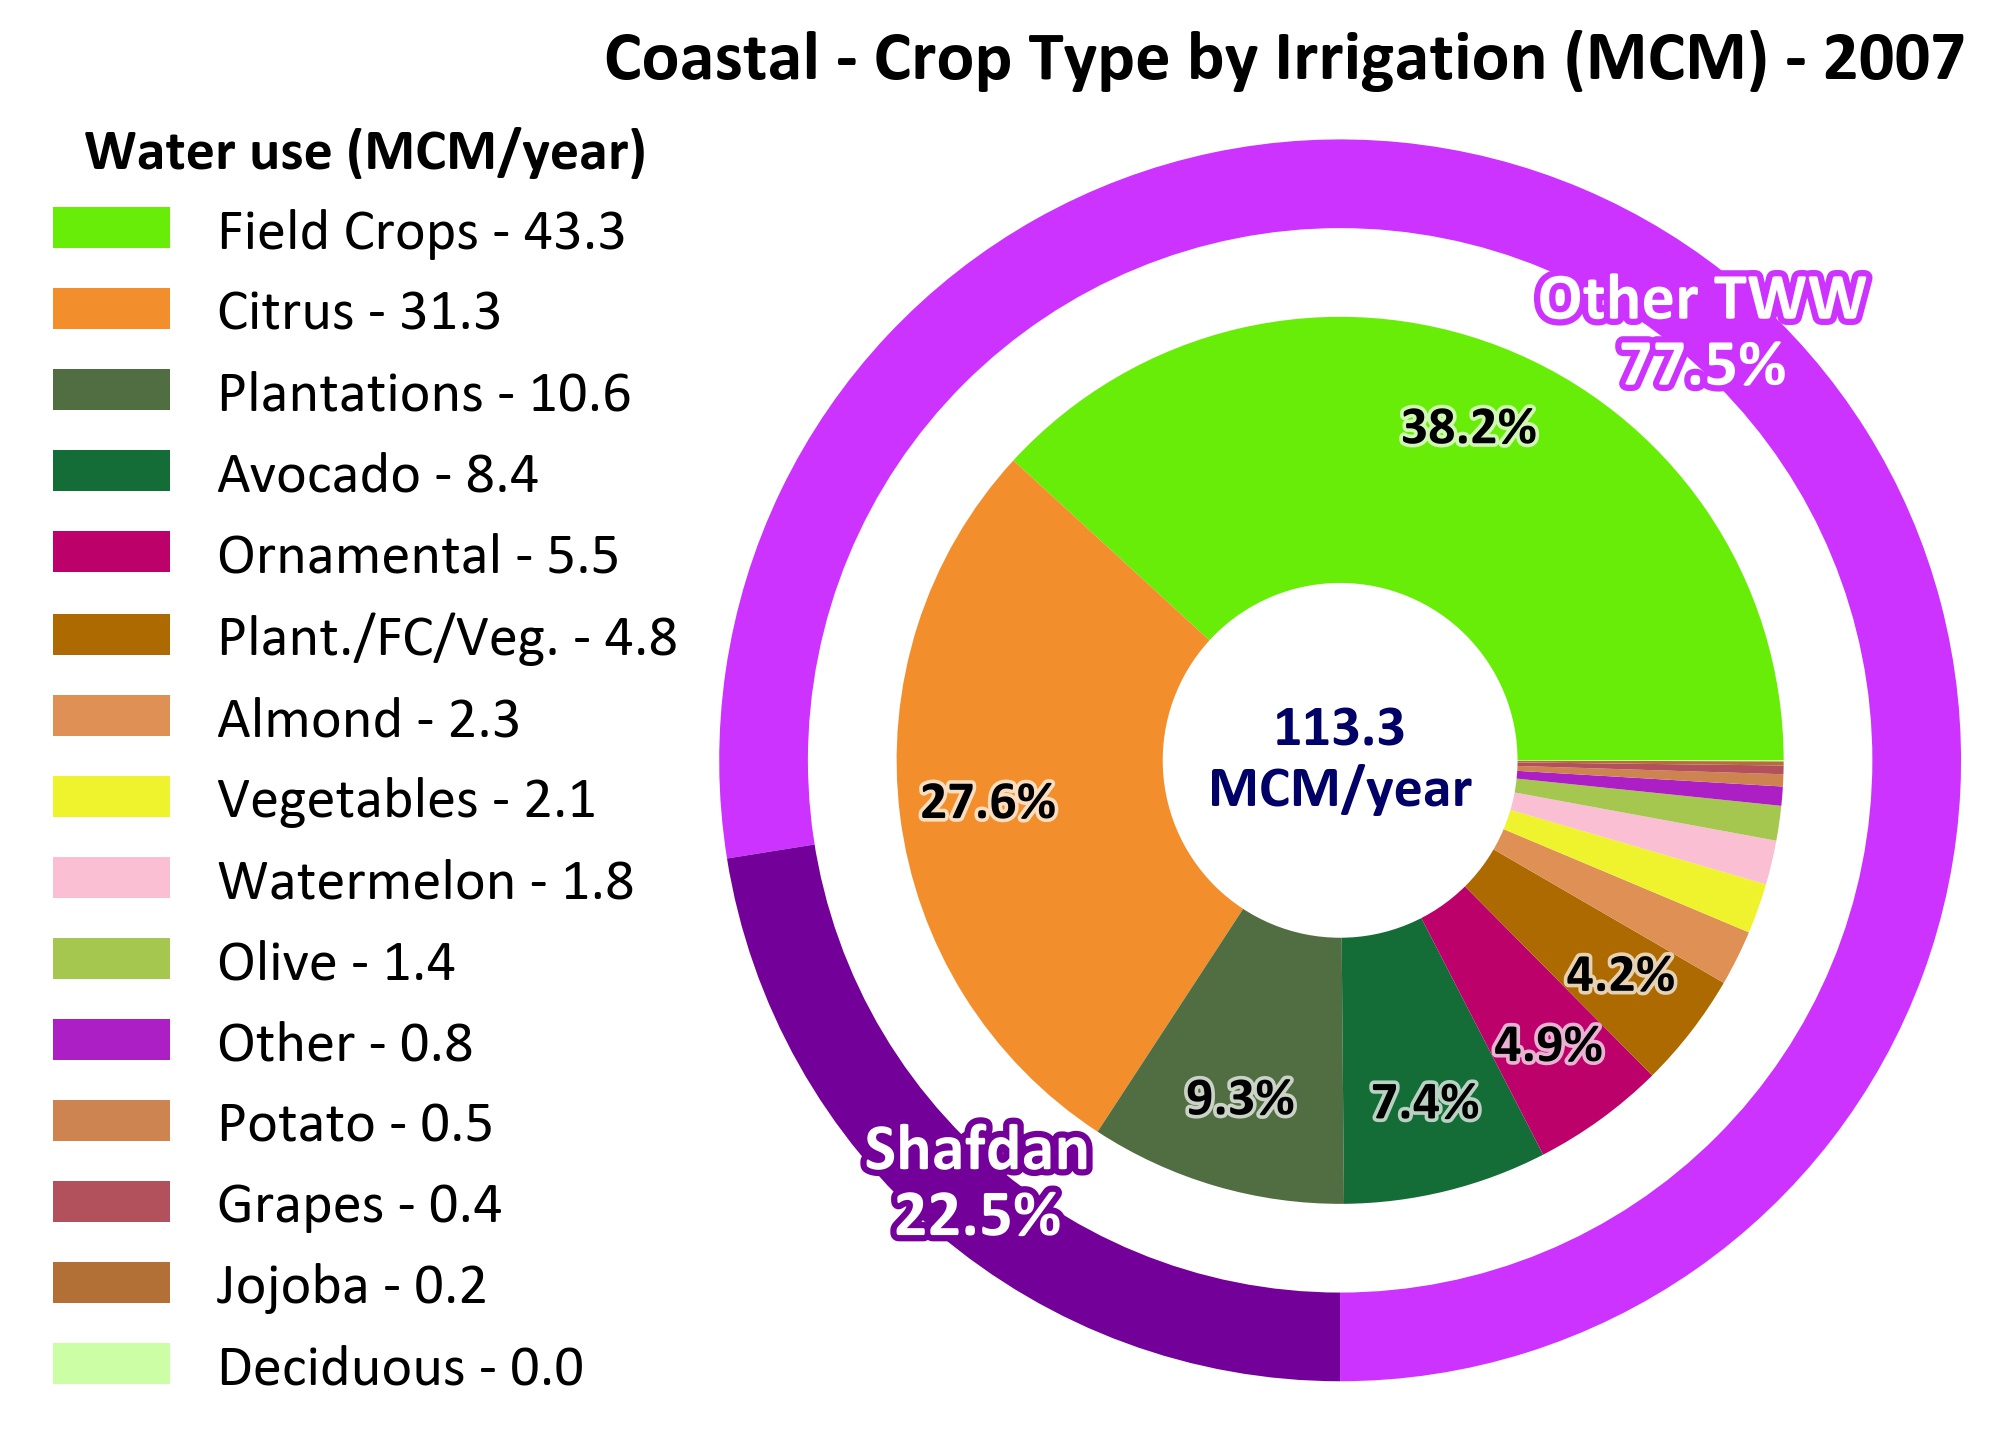 Coastal - Crop Type by Irrigation (MCM) - 2007
Water use (MCM/year)
Field Crops - 43.3
Citrus - 31.3
Plantations - 10.6
Avocado - 8.4
Ornamental - 5.5
Plant./FC/Veg. - 4.8
Almond - 2.3
Vegetables - 2.1
Watermelon - 1.8
Olive - 1.4
Other - 0.8
Potato - 0.5
Grapes - 0.4
Jojoba - 0.2
Deciduous - 0.0
Other TWW
77.5%
38.2%
113.3
MCM/year
27.6%
4.2%
4.9%
9.3%
7.4%
Shafdan
22.5%